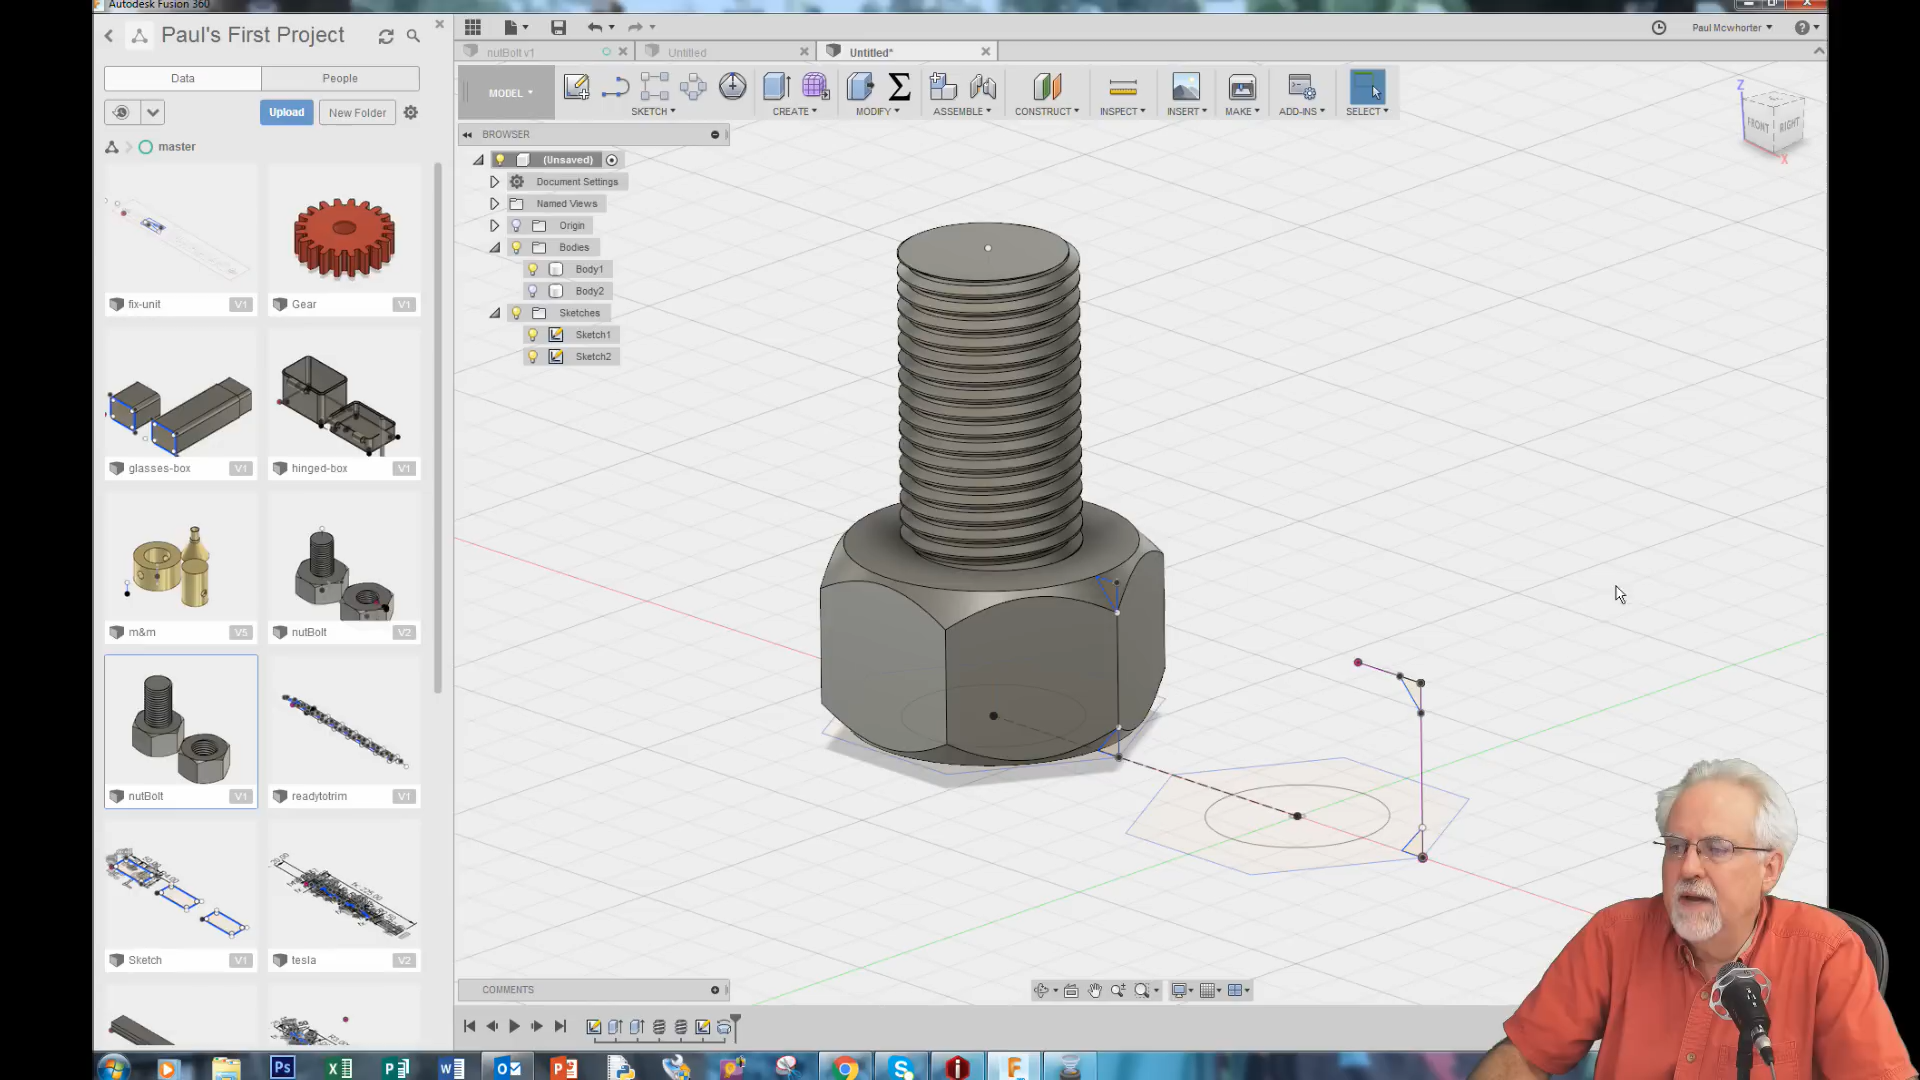 Autodesk Fusion 360
Paul's First Project
Data
People
Upload
New Folder
master
fix-unit
V1
Gear
V1
glasses-box
V1
hinged-box
V1
m&m
V5
nutBolt
V2
nutBolt
V1
readytotrim
V1
Sketch
V1
tesla
V2
nutBolt v1
Untitled
Untitled*
Paul Mcwhorter
MODEL
SKETCH
CREATE
MODIFY
ASSEMBLE
CONSTRUCT
INSPECT
INSERT
MAKE
ADD-INS
SELECT
BROWSER
(Unsaved)
Document Settings
Named Views
Origin
Bodies
Body1
Body2
Sketches
Sketch1
Sketch2
Z
FRONT
RIGHT
X
COMMENTS
Ps